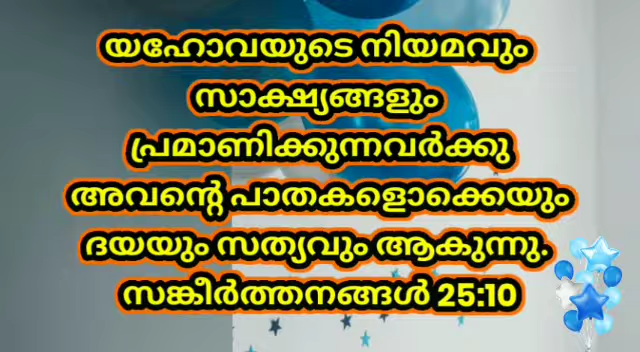 യഹോവയുടെ നിയമവും
സാക്ഷ്യങ്ങളും
പ്രമാണിക്കുന്നവർക്കു
അവന്റെ പാതകളൊക്കെയും
ദയയും സത്യവും ആകുന്നു.
സങ്കീർത്തനങ്ങൾ 25:10